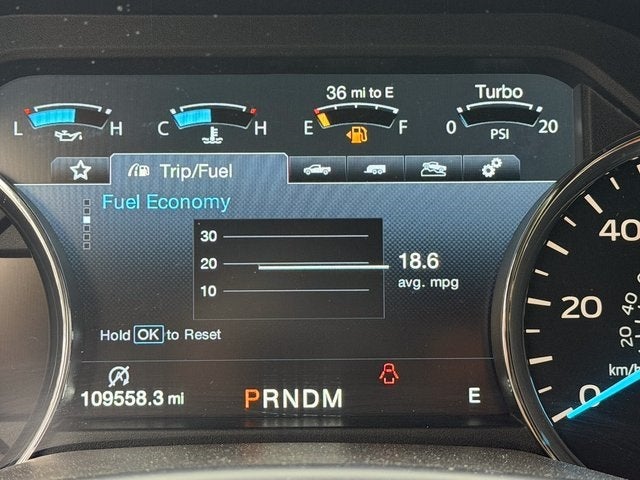 36 mi to E Turbo
L H C H E F 0 PSI 20
Trip/Fuel
Fuel Economy
30
20
10
18.6
avg. mpg
Hold OK to Reset
109558.3 mi
PRNDM
E
40
20
0
40
20
km/h